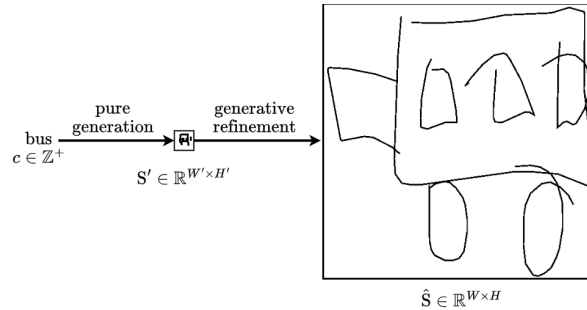 pure
generation
generative
refinement
bus
c ∈ ℤ⁺
S′ ∈ ℝ^{W′×H′}
Ŝ ∈ ℝ^{W×H}